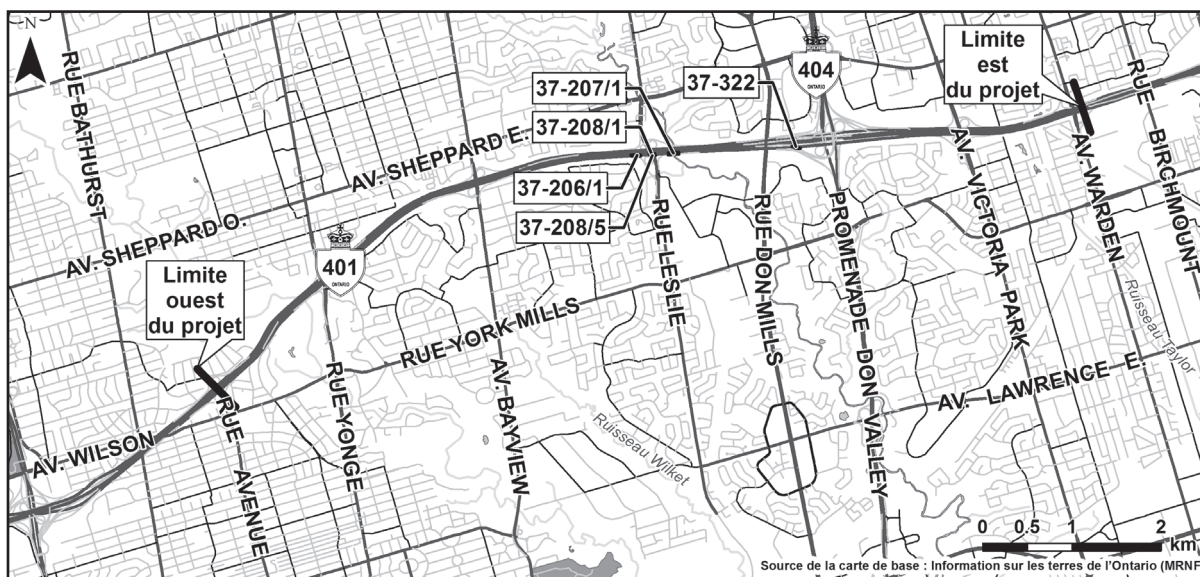 N
RUE BATHURST
AV. SHEPPARD O.
AV. SHEPPARD E.
37-207/1
37-208/1
37-206/1
37-208/5
37-322
404
ONTARIO
Limite
est
du projet
RUE BIRCHMOUNT
AV. WARDEN
AV. VICTORIA PARK
PROMENADE DON VALLEY
RUE DON MILLS
RUE LESLIE
401
ONTARIO
Limite
ouest
du projet
RUE YORK MILLS
RUE YONGE
AV. BAYVIEW
AV. WILSON
RUE AVENUE
Ruisseau Wilket
Ruisseau Taylor
AV. LAWRENCE E.
0 0.5 1 2
km
Source de la carte de base : Information sur les terres de l'Ontario (MRNF